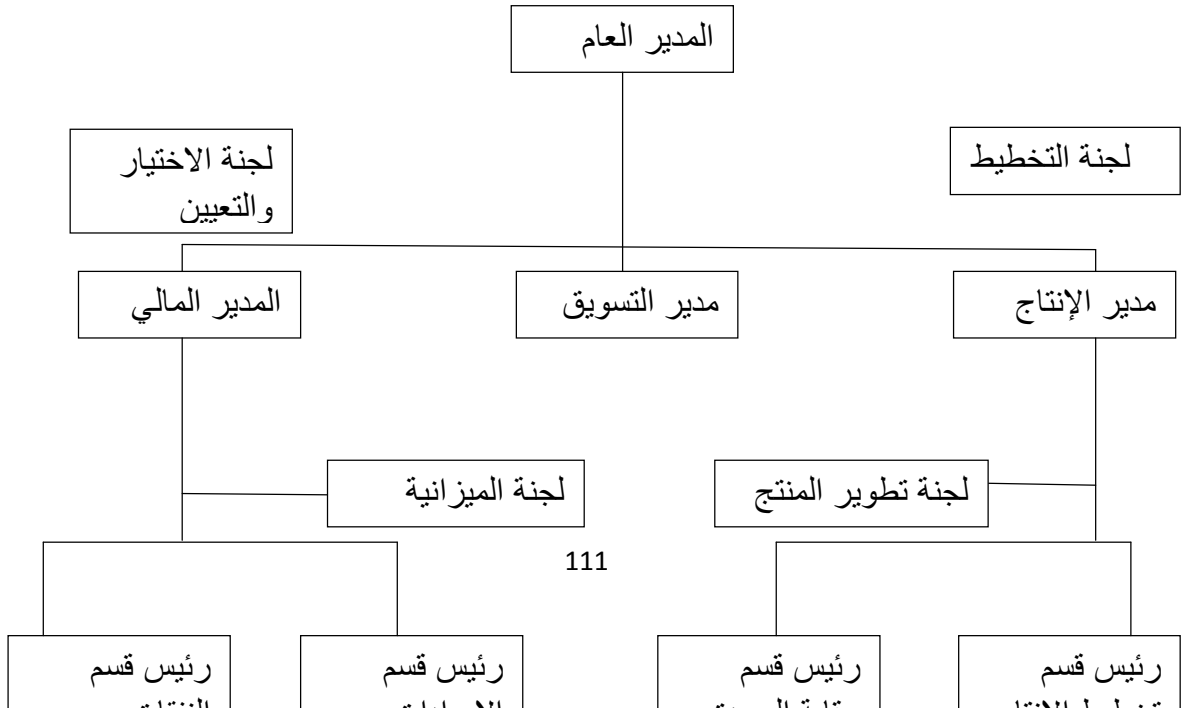 المدير العام
لجنة التخطيط
لجنة الاختيار
والتعيين
مدير الإنتاج
مدير التسويق
المدير المالي
لجنة تطوير المنتج
لجنة الميزانية
111
رئيس قسم
رئيس قسم
رئيس قسم
رئيس قسم